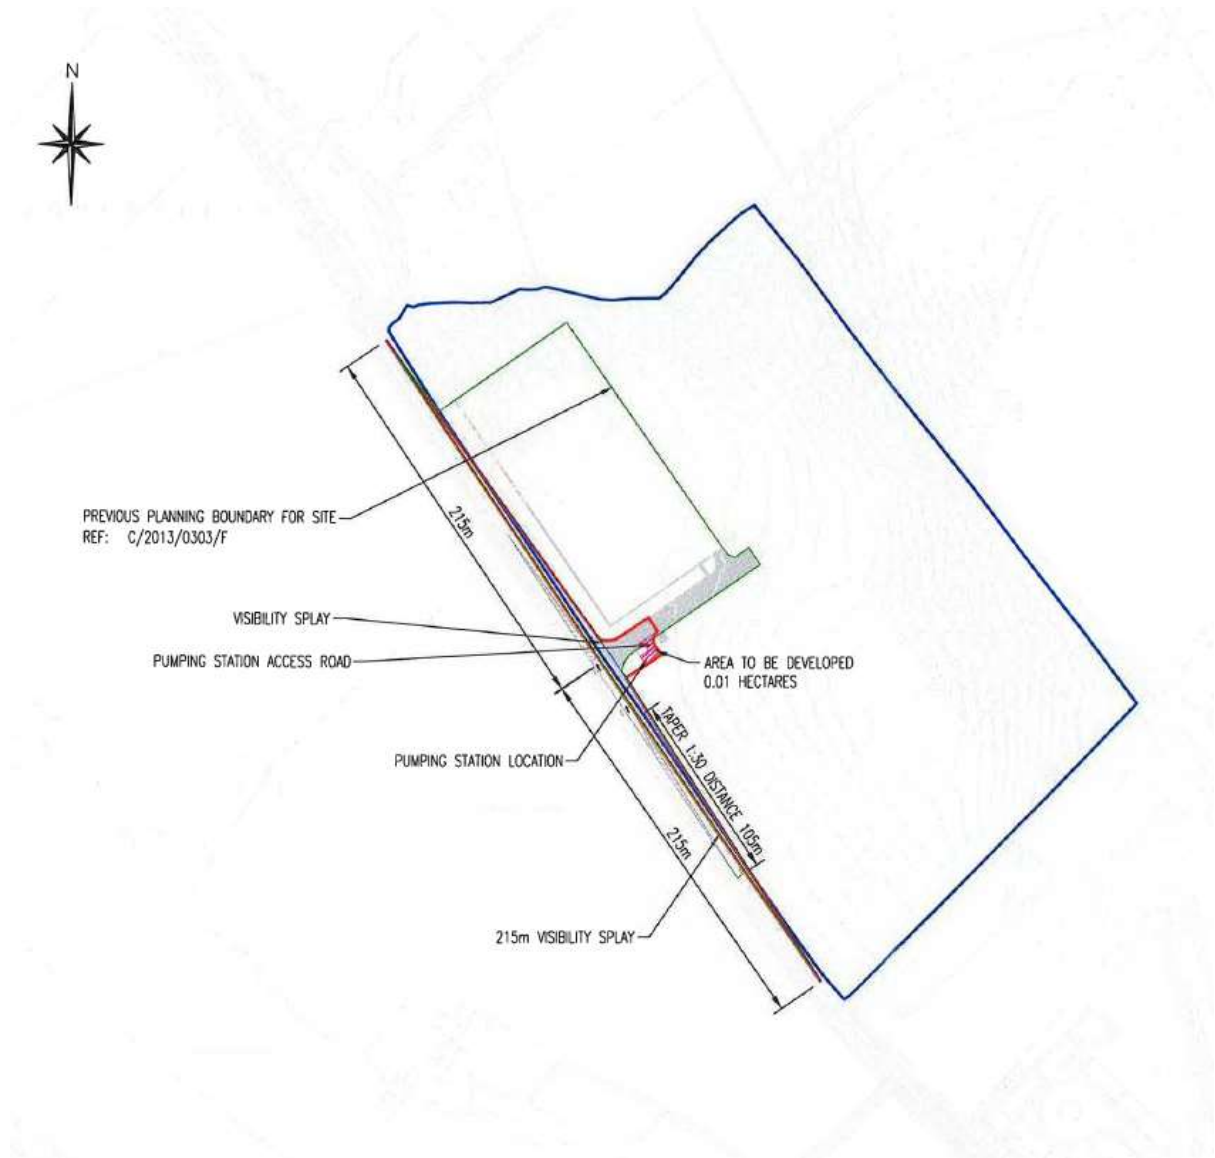 N
215m
PREVIOUS PLANNING BOUNDARY FOR SITE
REF: C/2013/0303/F
VISIBILITY SPLAY
PUMPING STATION ACCESS ROAD
AREA TO BE DEVELOPED
0.01 HECTARES
PUMPING STATION LOCATION
TAPER 1:30 DISTANCE 105m
215m
215m VISIBILITY SPLAY